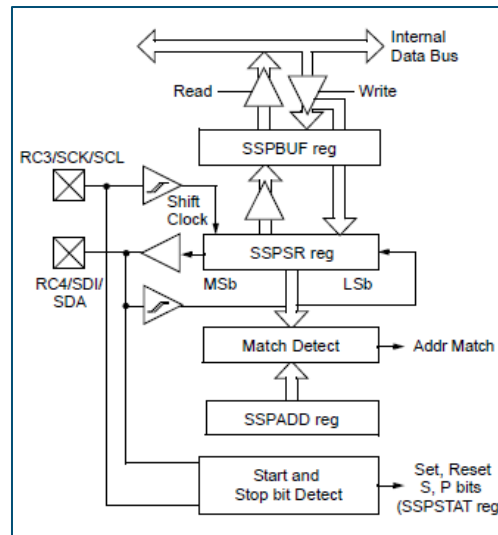 Internal
Data Bus
Read
Write
SSPBUF reg
RC3/SCK/SCL
Shift
Clock
SSPSR reg
RC4/SDI/
SDA
MSb
LSb
Match Detect
Addr Match
SSPADD reg
Start and
Stop bit Detect
Set, Reset
S, P bits
(SSPSTAT reg